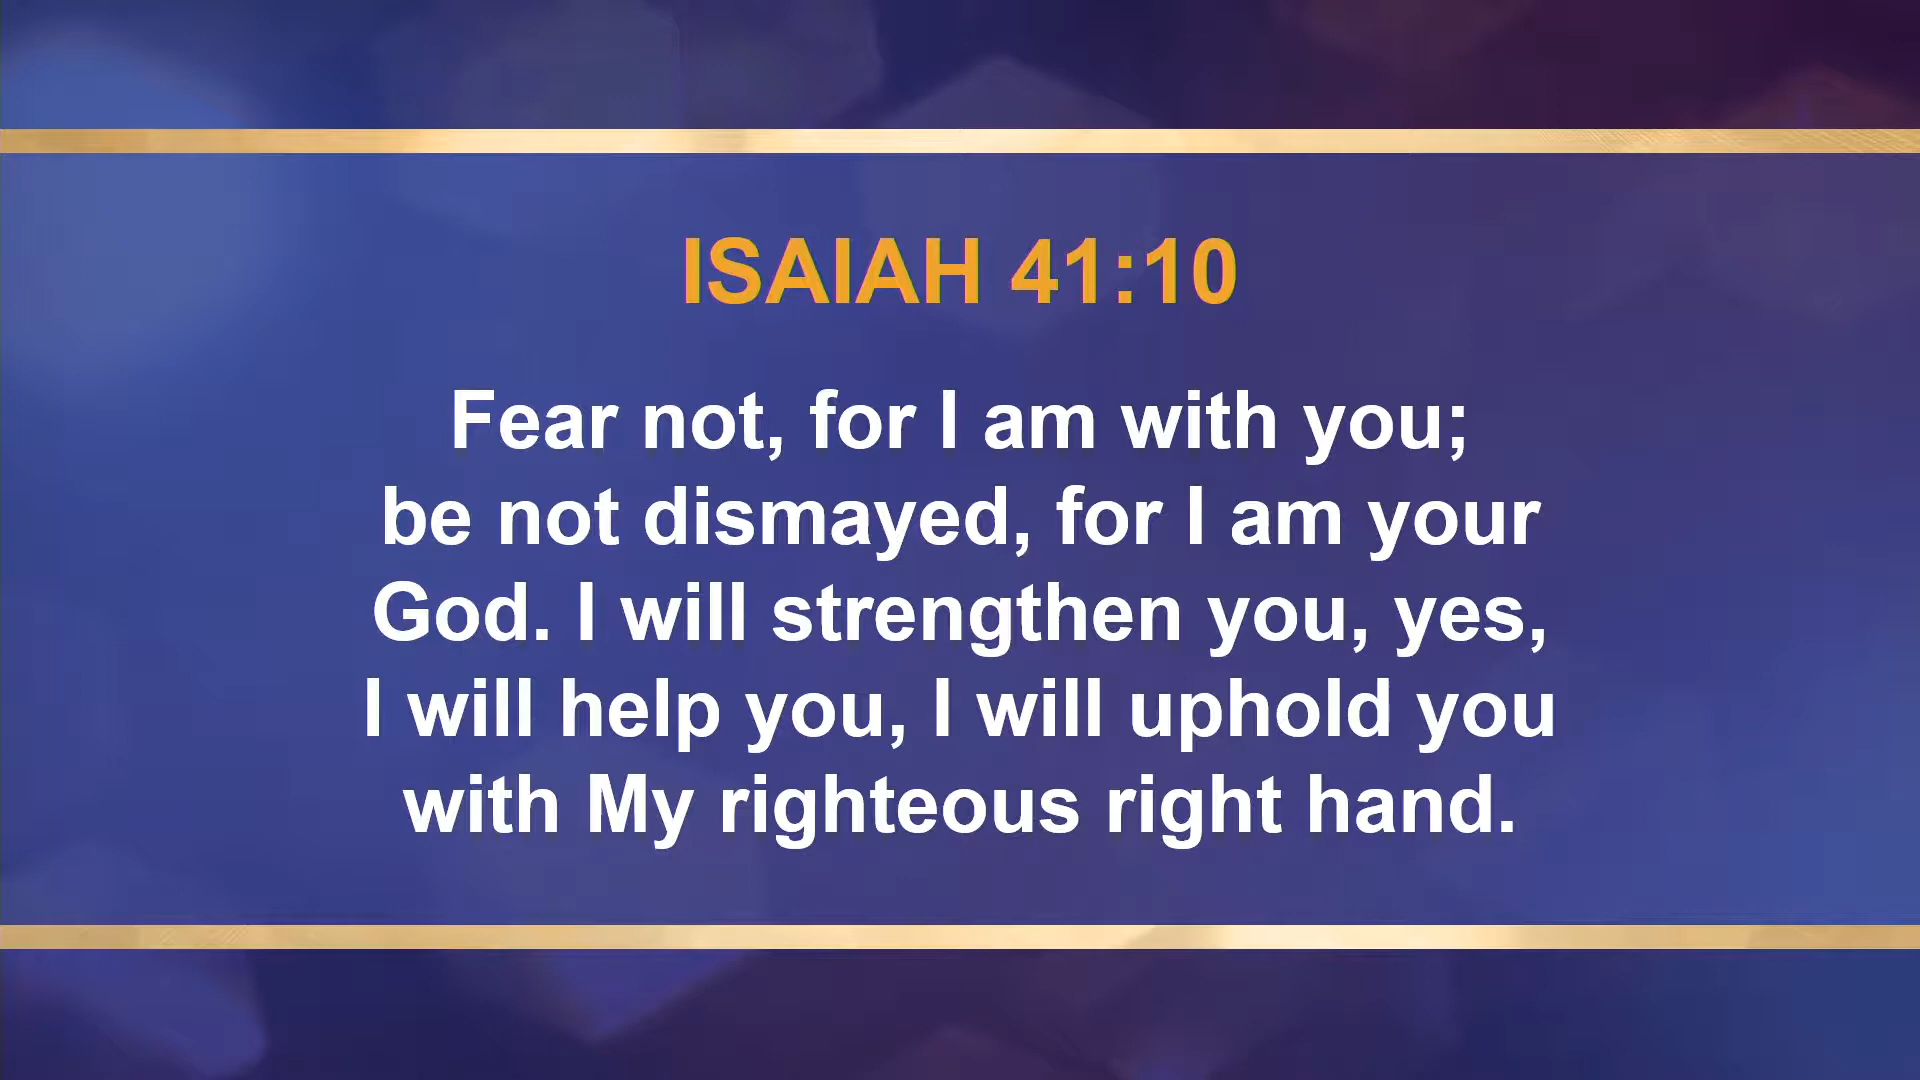 ISAIAH 41:10
Fear not, for I am with you;
be not dismayed, for I am your
God. I will strengthen you, yes,
I will help you, I will uphold you
with My righteous right hand.